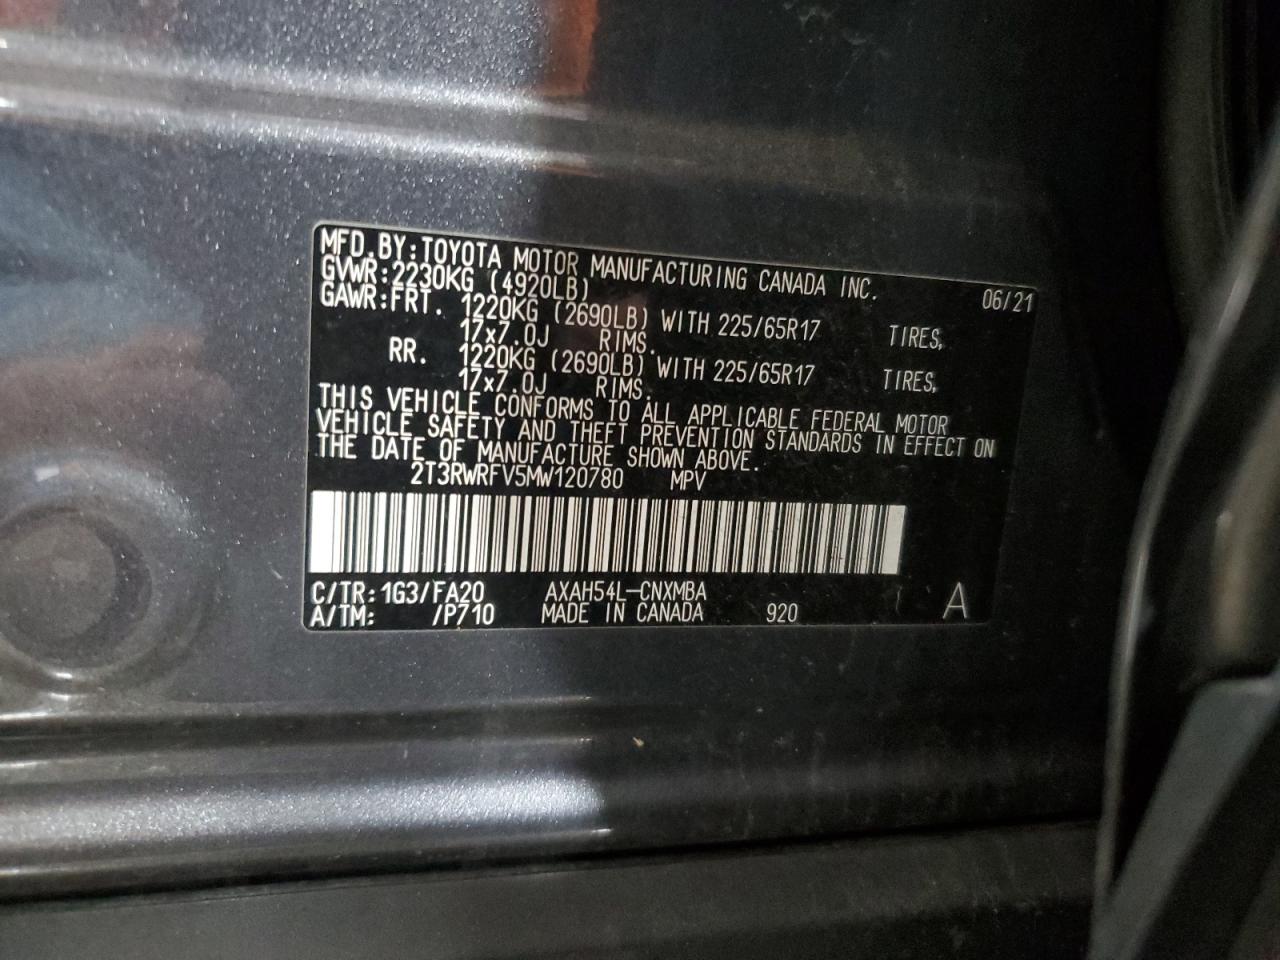 MFD. BY: TOYOTA MOTOR MANUFACTURING CANADA INC. 06/21
GVWR: 2230KG (4920LB)
GAWR: FRT. 1220KG (2690LB) WITH 225/65R17 TIRES,
17x7.0J RIMS.
RR. 1220KG (2690LB) WITH 225/65R17 TIRES,
17x7.0J RIMS.
THIS VEHICLE CONFORMS TO ALL APPLICABLE FEDERAL MOTOR
VEHICLE SAFETY AND THEFT PREVENTION STANDARDS IN EFFECT ON
THE DATE OF MANUFACTURE SHOWN ABOVE.
2T3RWRFV5MW120780 MPV
C/TR: 1G3/FA20 AXAH54L-CNXMBA
A/TM: /P710 MADE IN CANADA 920 A